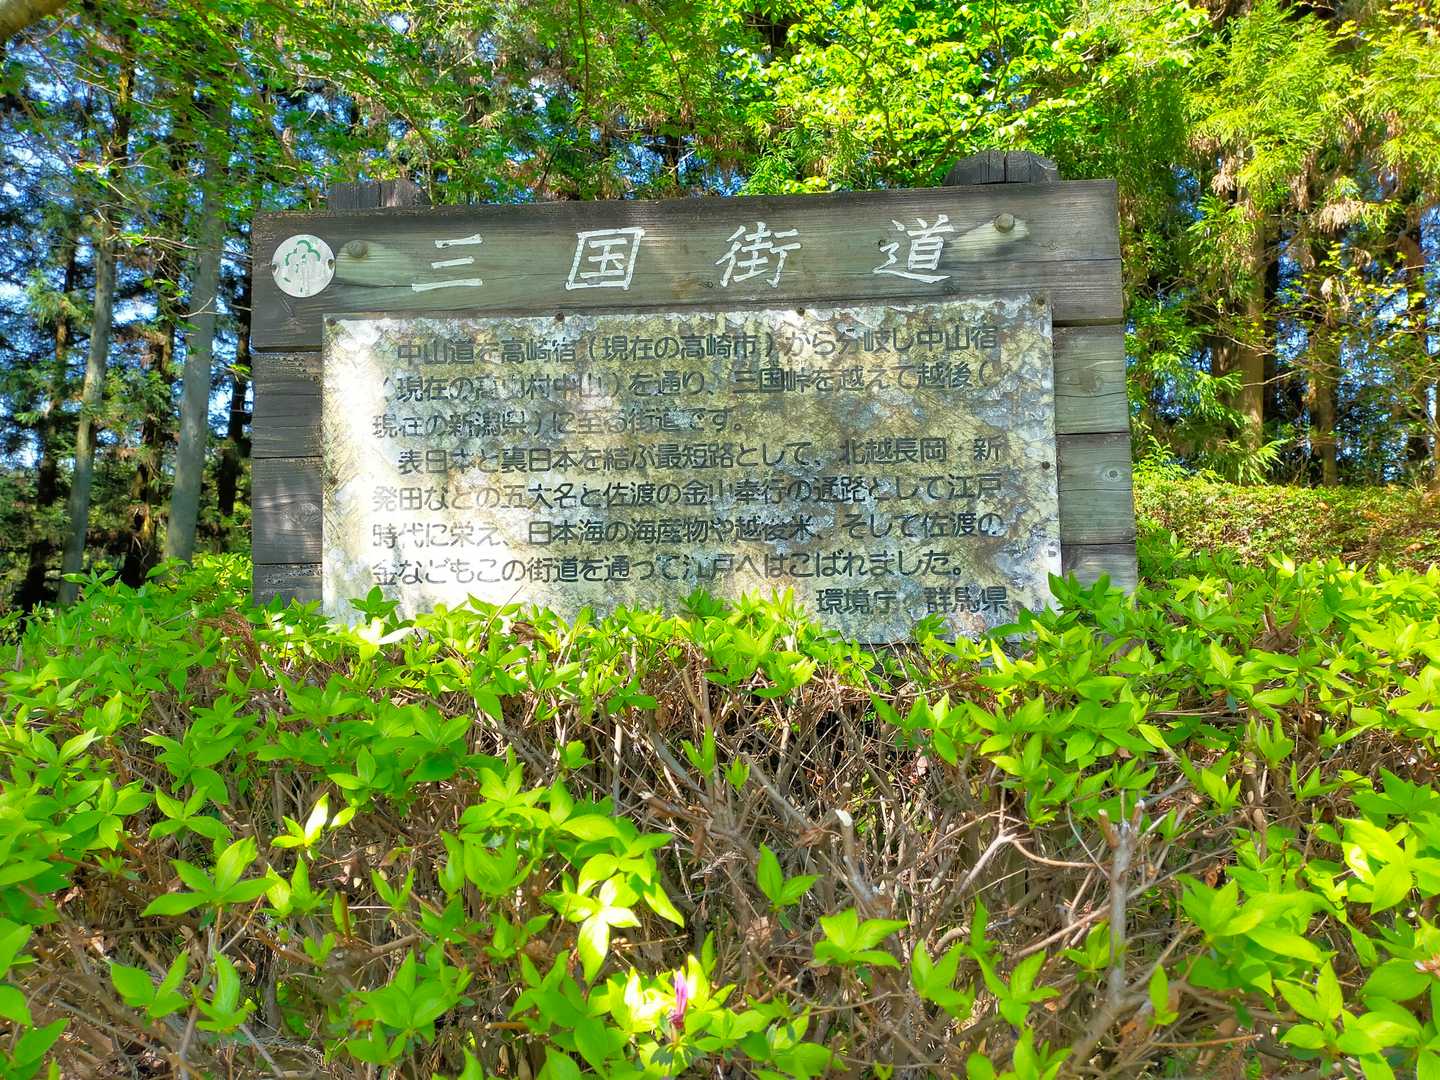 三国街道
中山道を高崎宿（現在の高崎市）から分岐し中山宿
（現在の高山村中山）を通り、三国峠を越えて越後（
現在の新潟県）に至る街道です。
表日本と裏日本を結ぶ最短路として、北越長岡・新
発田などの五大名と佐渡の金山奉行の通路として江戸
時代に栄え、日本海の海産物や越後米、そして佐渡の
金などもこの街道を通って江戸へはこばれました。
環境庁　群馬県